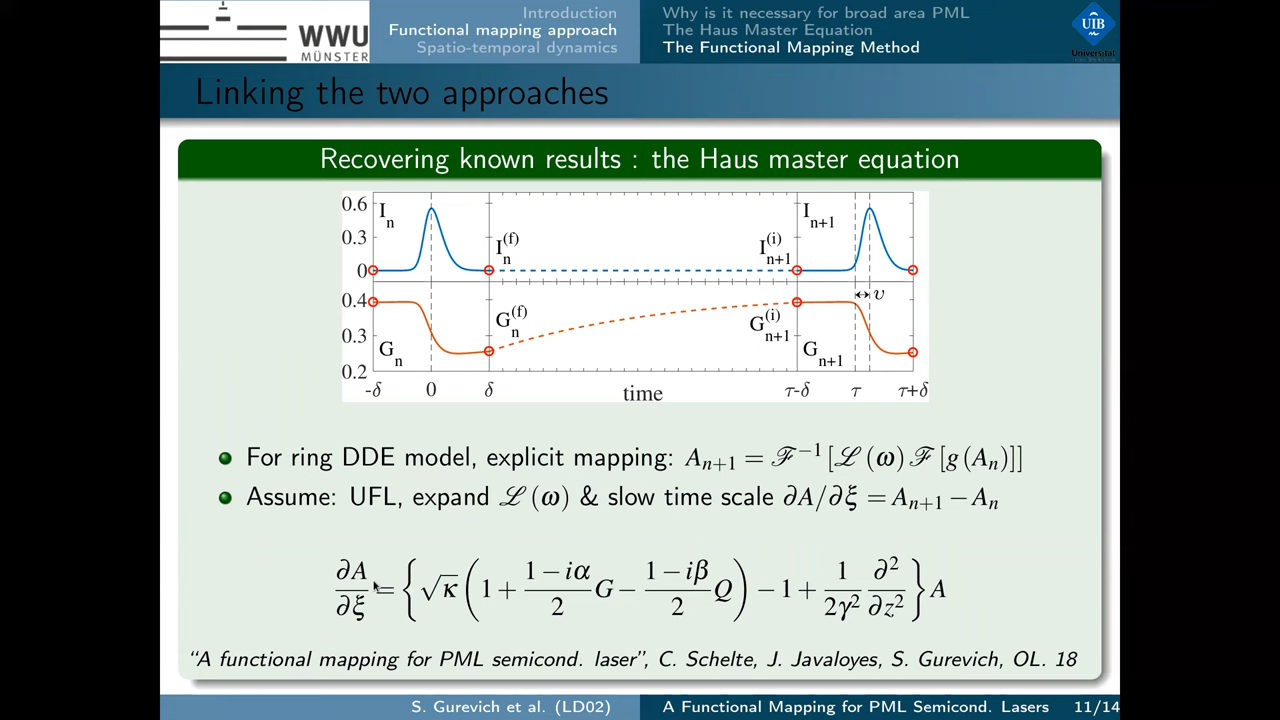 WWU
MÜNSTER
Introduction
Functional mapping approach
Spatio-temporal dynamics
Why is it necessary for broad area PML
The Haus Master Equation
The Functional Mapping Method
UIB
Linking the two approaches
Recovering known results : the Haus master equation
0.6
0.3
0
I_n
I_n^(f)
I_{n+1}^(i)
I_{n+1}
0.4
0.3
0.2
G_n
G_n^(f)
G_{n+1}^(i)
G_{n+1}
υ
-δ 0 δ time τ-δ τ τ+δ
For ring DDE model, explicit mapping: A_{n+1} = ℱ^{-1} [ℒ(ω) ℱ [g(A_n)]]
Assume: UFL, expand ℒ(ω) & slow time scale ∂A/∂ξ = A_{n+1} − A_n
∂A/∂ξ = { √κ ( 1 + (1−iα)/2 G − (1−iβ)/2 Q ) − 1 + 1/(2γ²) ∂²/∂z² } A
“A functional mapping for PML semicond. laser”, C. Schelte, J. Javaloyes, S. Gurevich, OL. 18
S. Gurevich et al. (LD02)
A Functional Mapping for PML Semicond. Lasers 11/14